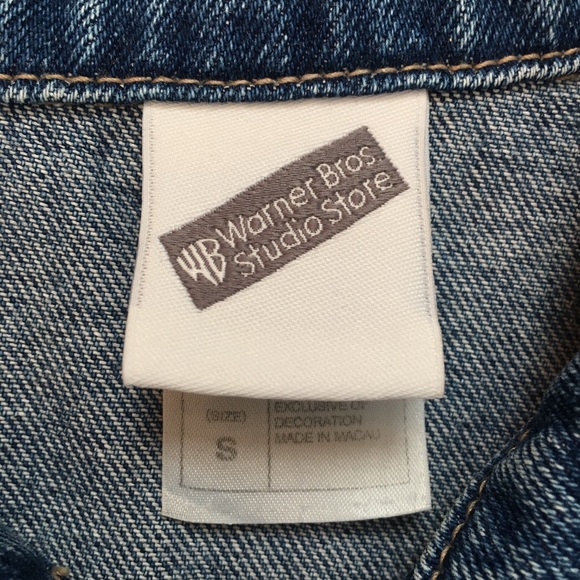 WB Warner Bros
Studio Store
(SIZE)
S
EXCLUSIVE OF
DECORATION
MADE IN MACAU